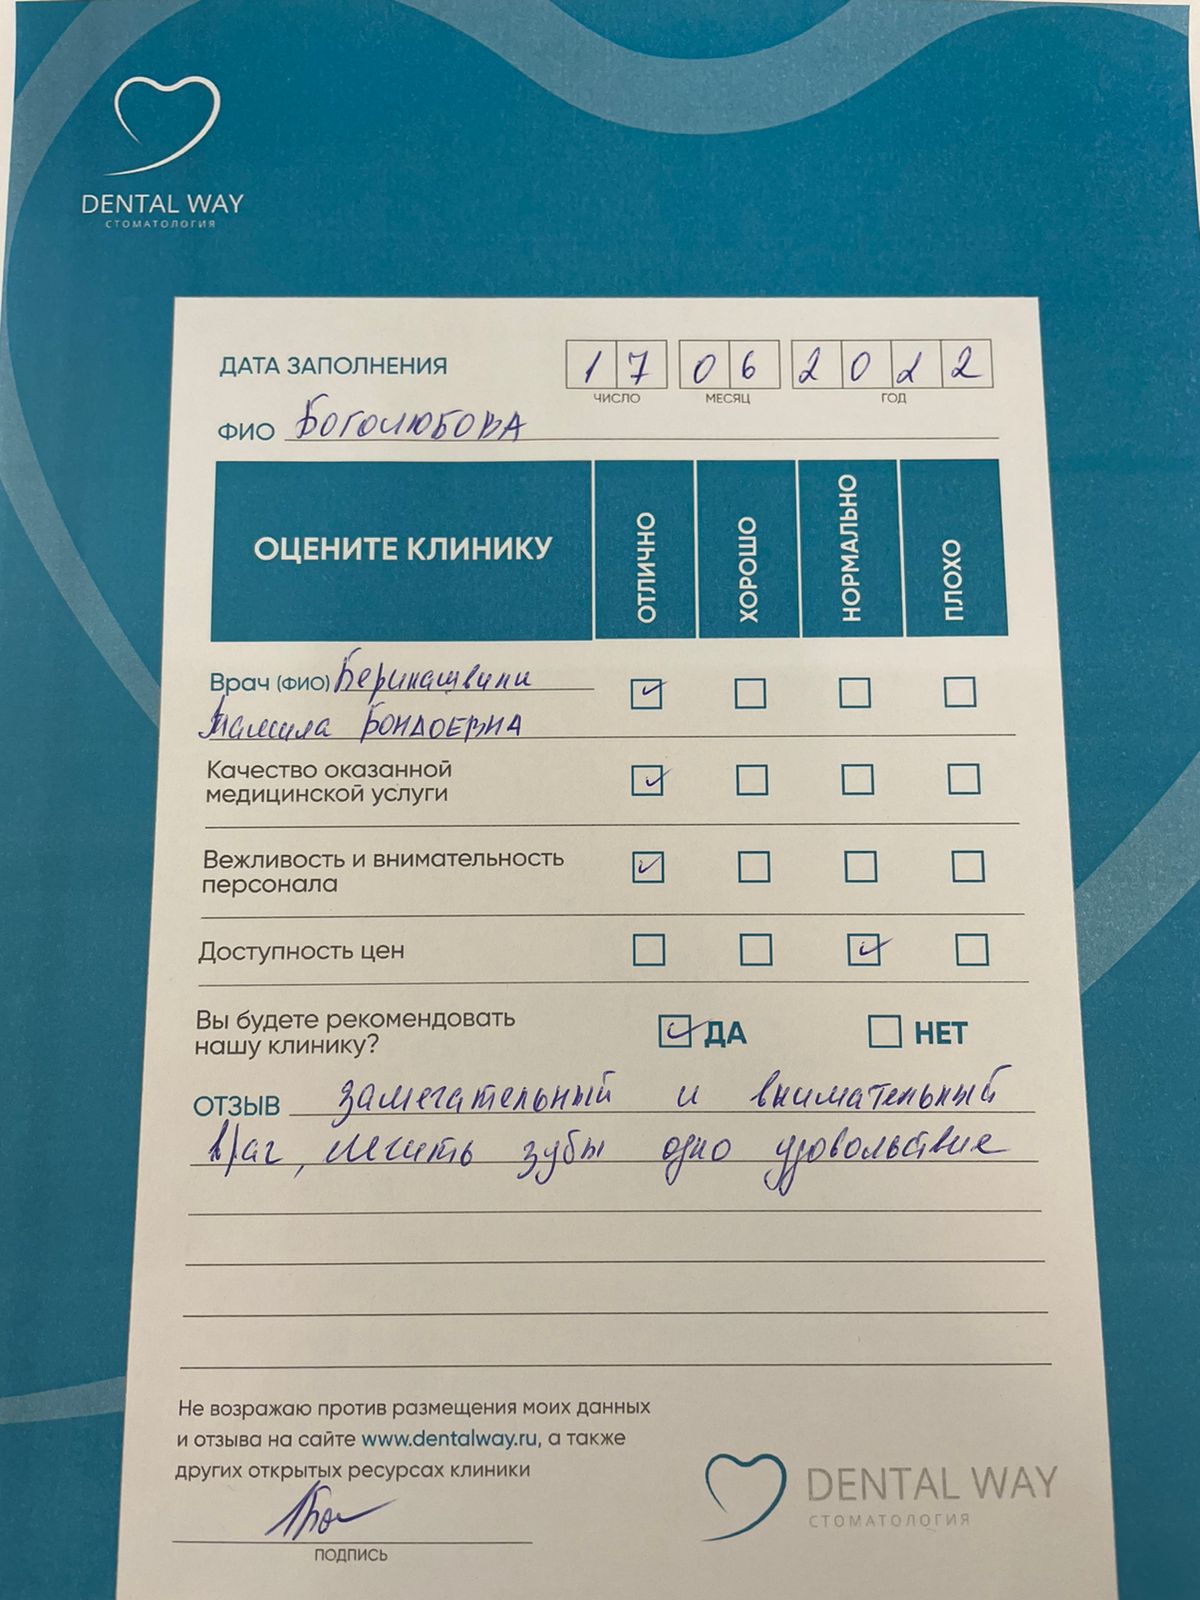 DENTAL WAY
СТОМАТОЛОГИЯ
ДАТА ЗАПОЛНЕНИЯ 17 06 2022
ЧИСЛО МЕСЯЦ ГОД
ФИО Боголюбова
ОЦЕНИТЕ КЛИНИКУ ОТЛИЧНО ХОРОШО НОРМАЛЬНО ПЛОХО
Врач (ФИО) Беришвили
Тамила Бондоевна
Качество оказанной
медицинской услуги
Вежливость и внимательность
персонала
Доступность цен
Вы будете рекомендовать
нашу клинику? ДА НЕТ
ОТЗЫВ Замечательный и внимательный
врач, лечить зубы одно удовольствие
Не возражаю против размещения моих данных
и отзыва на сайте www.dentalway.ru, а также
других открытых ресурсах клиники
ПОДПИСЬ
DENTAL WAY
СТОМАТОЛОГИЯ